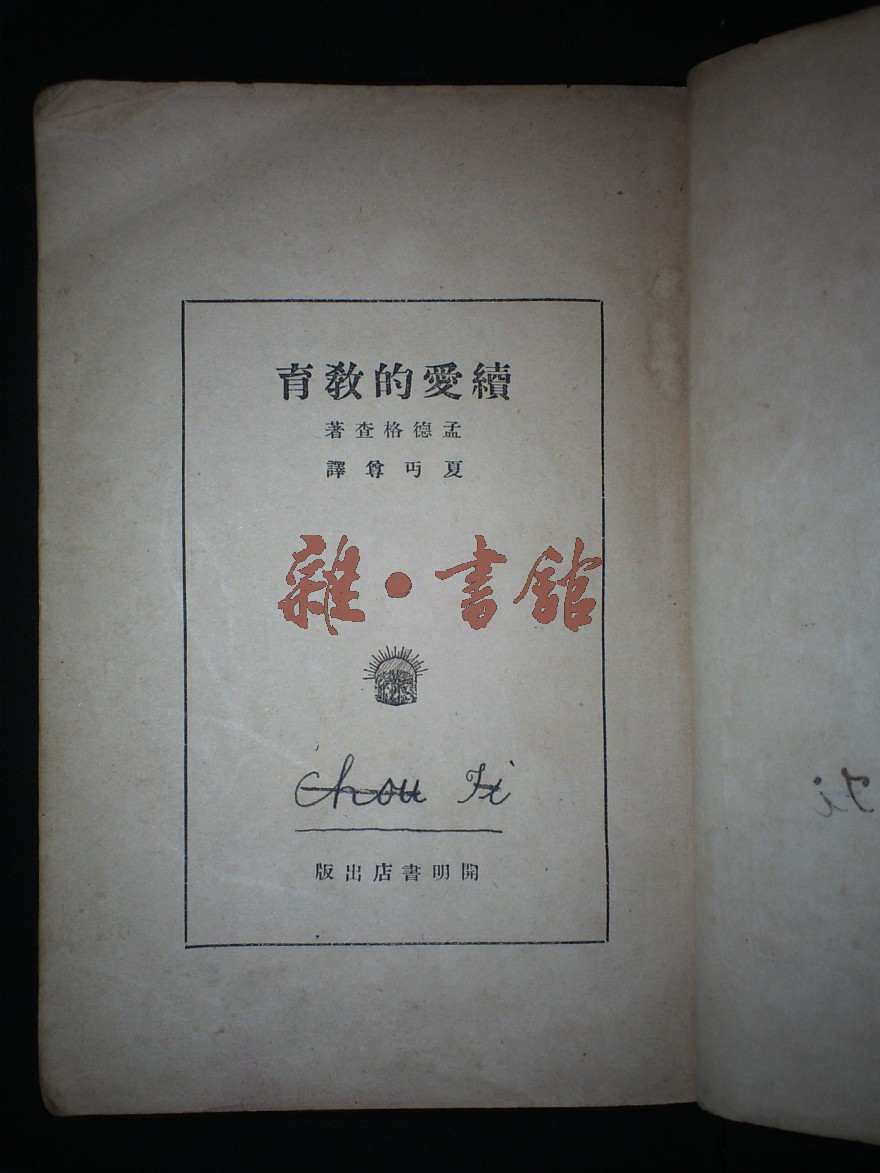 續愛的教育
孟德格查著
夏丏尊譯
雜•書館
Chou
開明書店出版